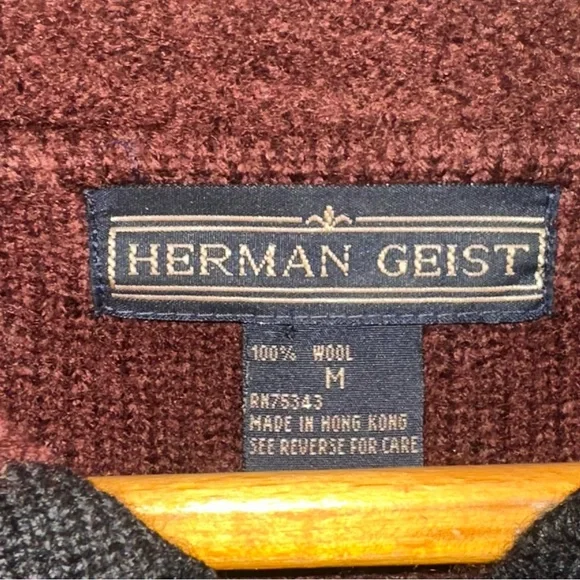 HERMAN GEIST
100% WOOL
M
RN75343
MADE IN HONG KONG
SEE REVERSE FOR CARE